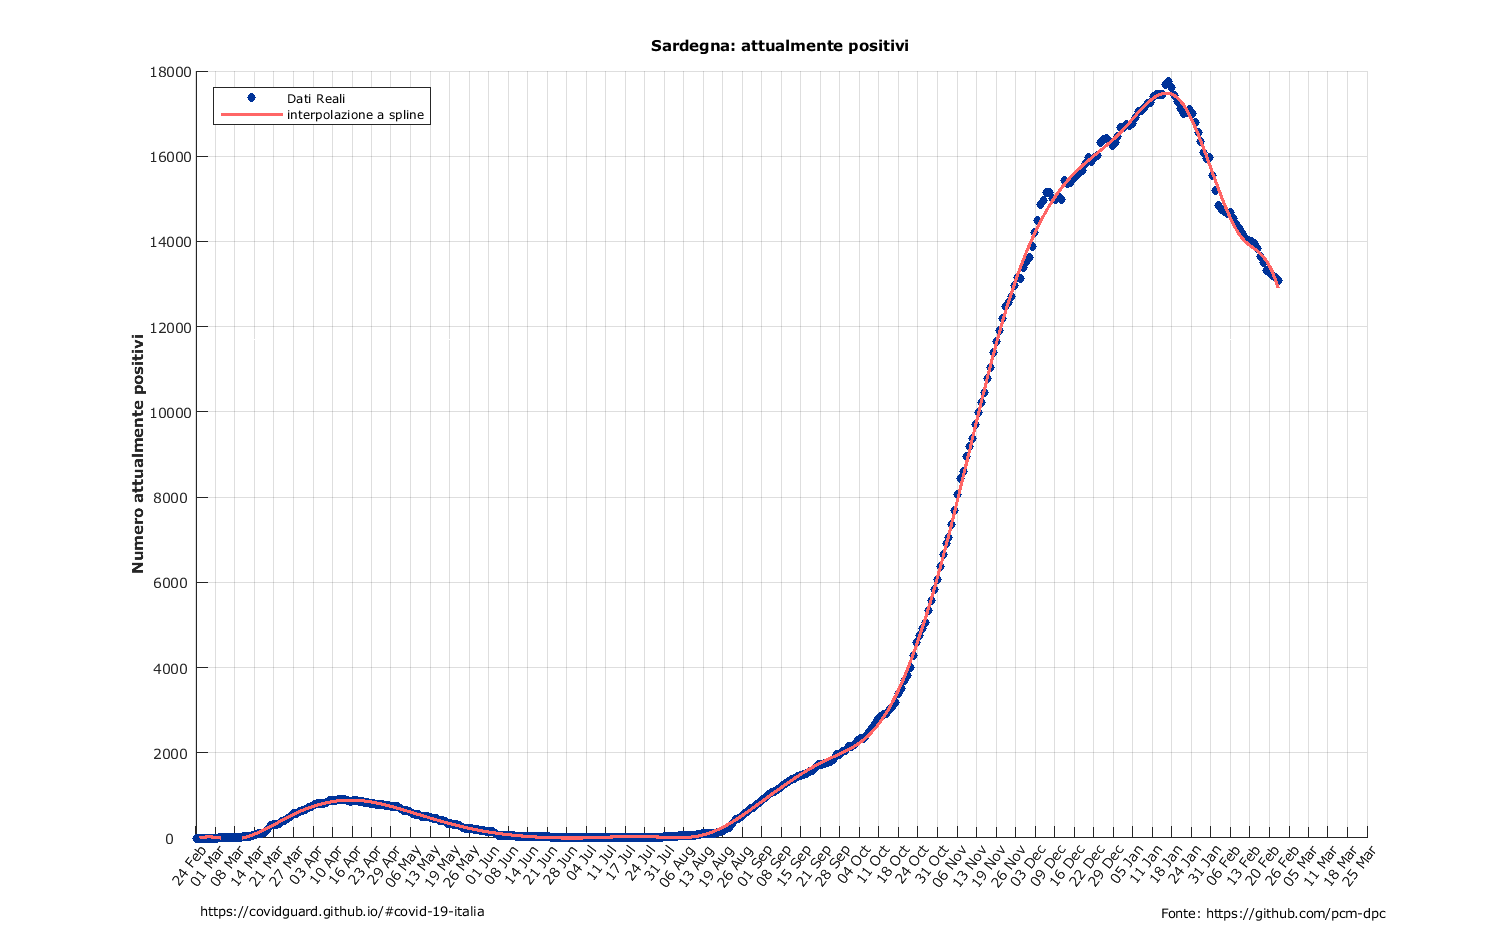 Sardegna: attualmente positivi
Dati Reali
interpolazione a spline
Numero attualmente positivi
18000
16000
14000
12000
10000
8000
6000
4000
2000
0
24 Feb
01 Mar
08 Mar
14 Mar
21 Mar
27 Mar
03 Apr
10 Apr
16 Apr
23 Apr
29 Apr
06 May
13 May
19 May
26 May
01 Jun
08 Jun
14 Jun
21 Jun
28 Jun
04 Jul
11 Jul
17 Jul
24 Jul
31 Jul
06 Aug
13 Aug
19 Aug
26 Aug
01 Sep
08 Sep
15 Sep
21 Sep
28 Sep
04 Oct
11 Oct
18 Oct
24 Oct
31 Oct
06 Nov
13 Nov
19 Nov
26 Nov
03 Dec
09 Dec
16 Dec
22 Dec
29 Dec
05 Jan
11 Jan
18 Jan
24 Jan
31 Jan
06 Feb
13 Feb
20 Feb
26 Feb
05 Mar
11 Mar
18 Mar
25 Mar
https://covidguard.github.io/#covid-19-italia
Fonte: https://github.com/pcm-dpc